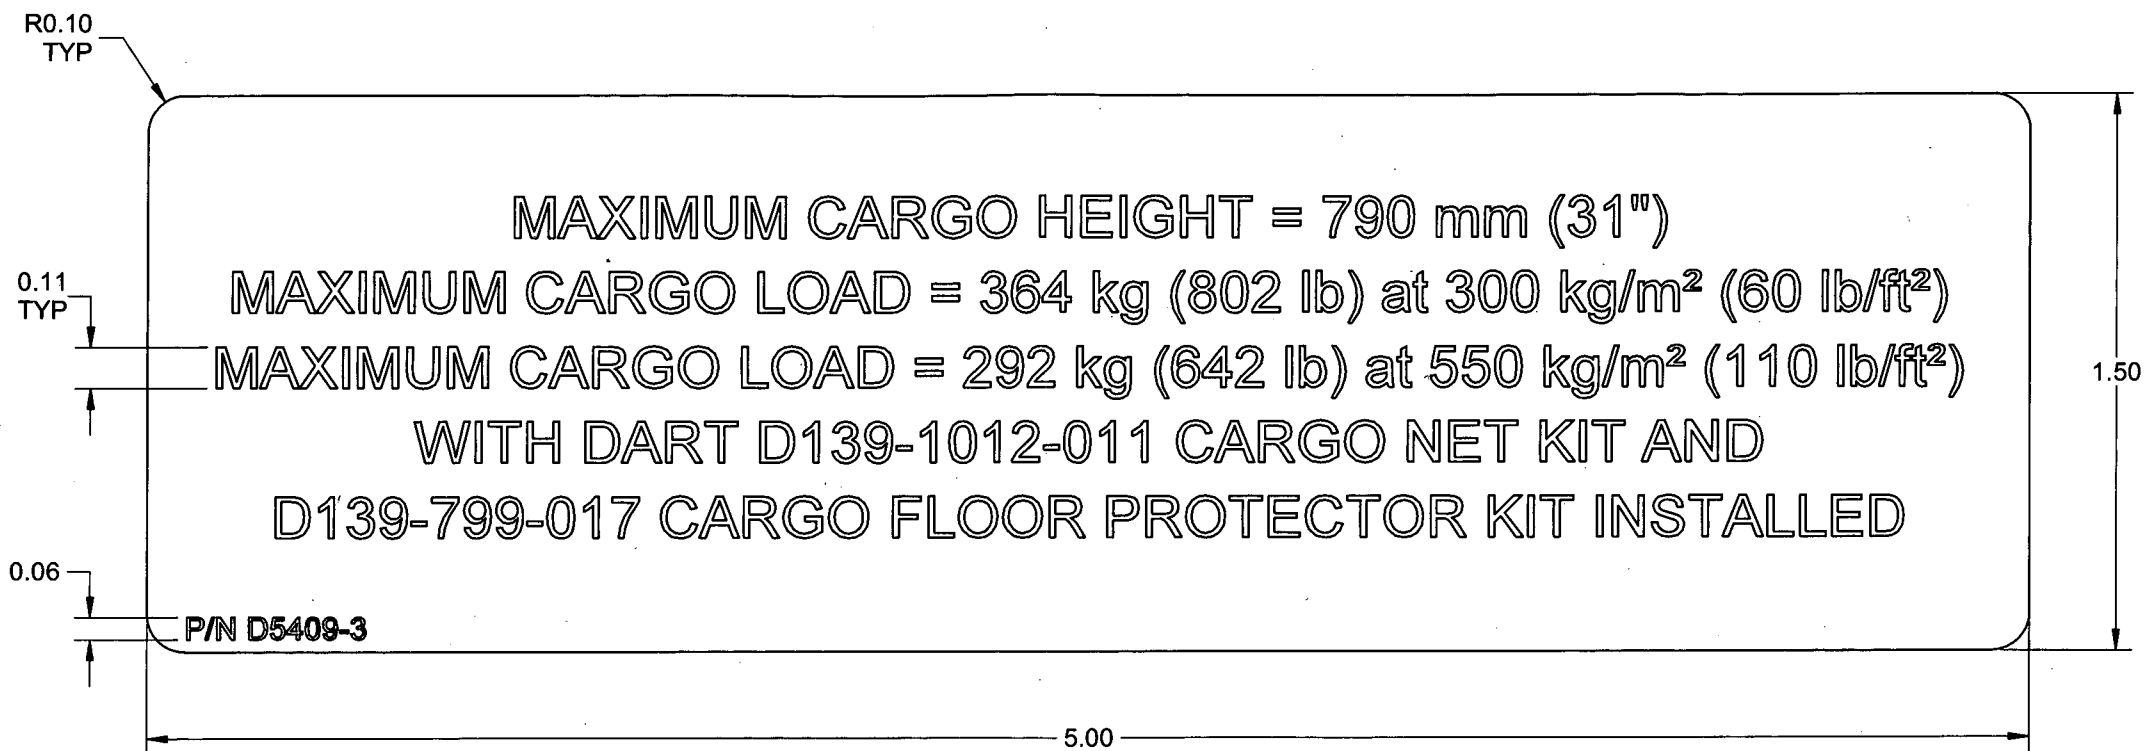 R0.10
TYP
MAXIMUM CARGO HEIGHT = 790 mm (31")
MAXIMUM CARGO LOAD = 364 kg (802 lb) at 300 kg/m² (60 lb/ft²)
0.11
TYP
MAXIMUM CARGO LOAD = 292 kg (642 lb) at 550 kg/m² (110 lb/ft²)
1.50
WITH DART D139-1012-011 CARGO NET KIT AND
D139-799-017 CARGO FLOOR PROTECTOR KIT INSTALLED
0.06
P/N D5409-3
5.00